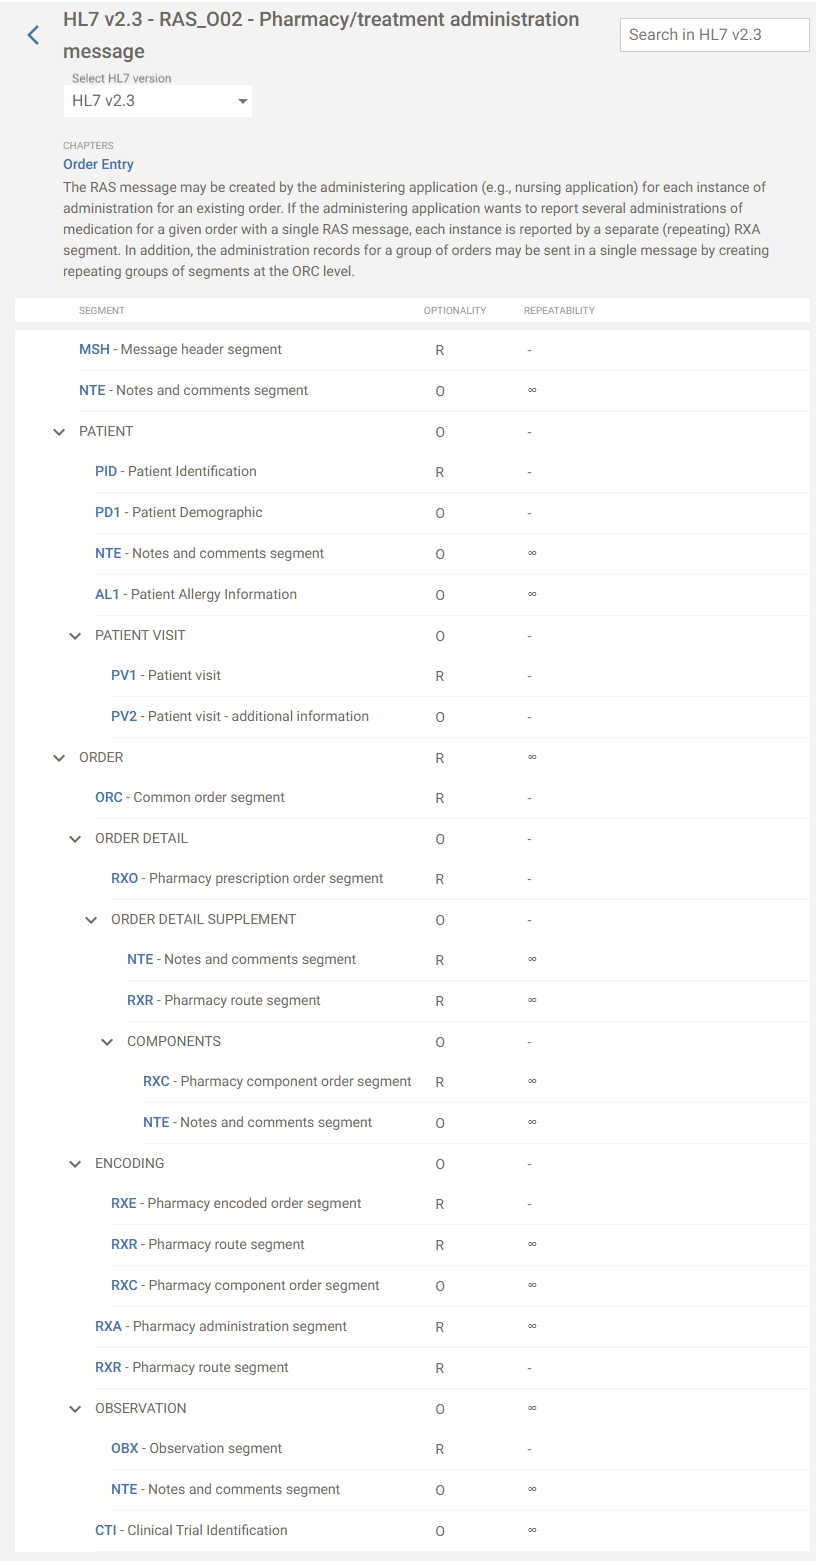 HL7 v2.3 - RAS_O02 - Pharmacy/treatment administration
message
Search in HL7 v2.3
Select HL7 version
HL7 v2.3
CHAPTERS
Order Entry
The RAS message may be created by the administering application (e.g., nursing application) for each instance of
administration for an existing order. If the administering application wants to report several administrations of
medication for a given order with a single RAS message, each instance is reported by a separate (repeating) RXA
segment. In addition, the administration records for a group of orders may be sent in a single message by creating
repeating groups of segments at the ORC level.
SEGMENT OPTIONALITY REPEATABILITY
MSH - Message header segment R -
NTE - Notes and comments segment O ∞
PATIENT O -
PID - Patient Identification R -
PD1 - Patient Demographic O -
NTE - Notes and comments segment O ∞
AL1 - Patient Allergy Information O ∞
PATIENT VISIT O -
PV1 - Patient visit R -
PV2 - Patient visit - additional information O -
ORDER R ∞
ORC - Common order segment R -
ORDER DETAIL O -
RXO - Pharmacy prescription order segment R -
ORDER DETAIL SUPPLEMENT O -
NTE - Notes and comments segment R ∞
RXR - Pharmacy route segment R ∞
COMPONENTS O -
RXC - Pharmacy component order segment R ∞
NTE - Notes and comments segment O ∞
ENCODING O -
RXE - Pharmacy encoded order segment R -
RXR - Pharmacy route segment R ∞
RXC - Pharmacy component order segment O ∞
RXA - Pharmacy administration segment R ∞
RXR - Pharmacy route segment R -
OBSERVATION O ∞
OBX - Observation segment R -
NTE - Notes and comments segment O ∞
CTI - Clinical Trial Identification O ∞